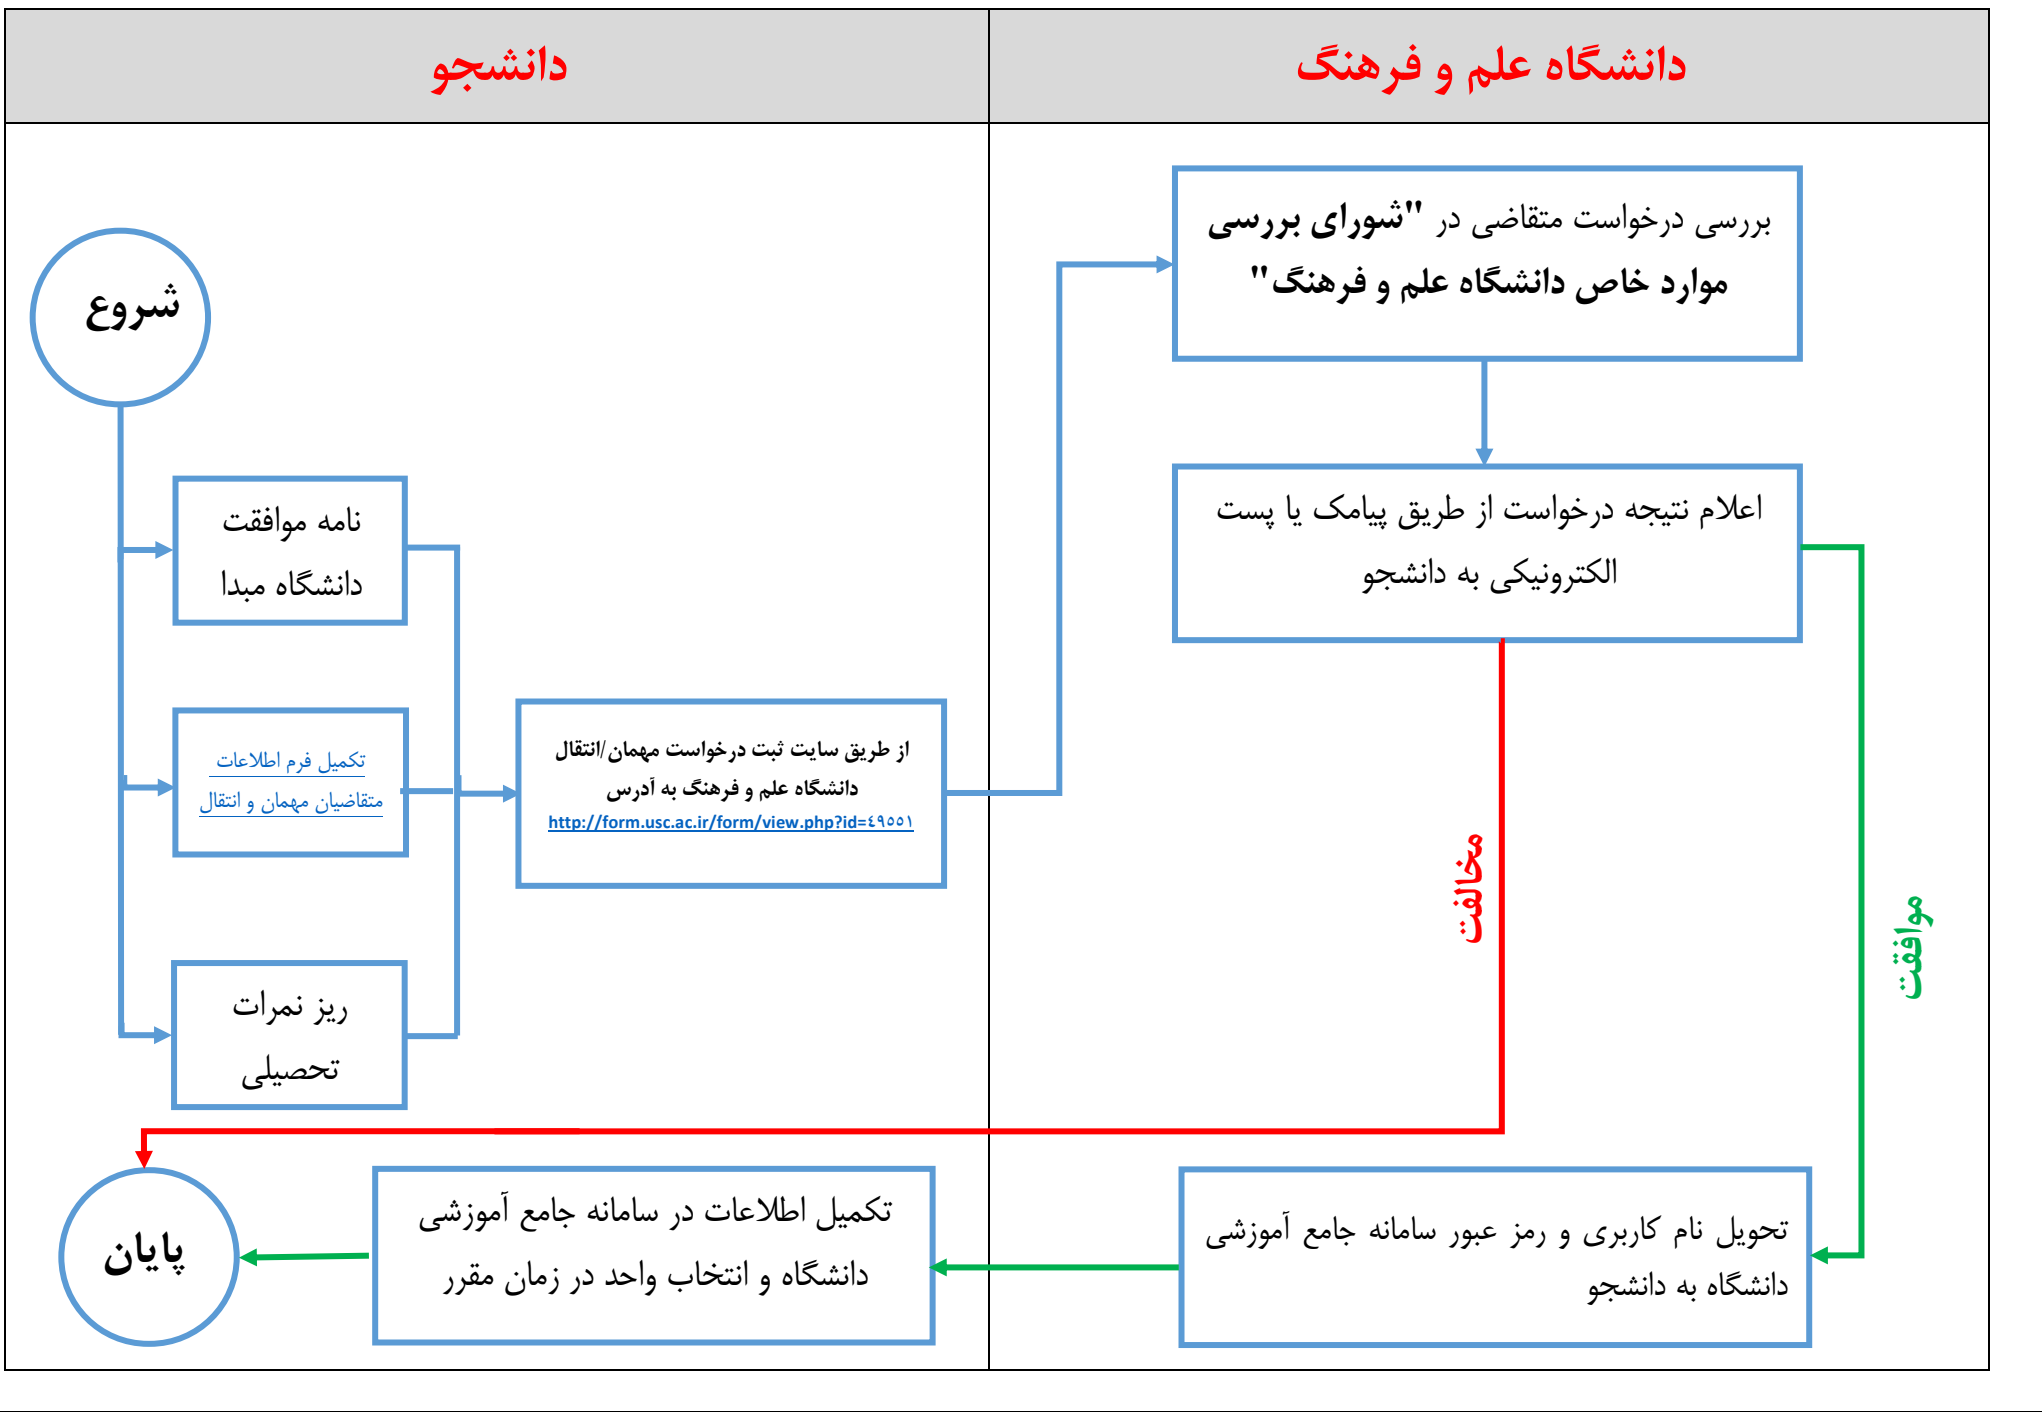 دانشگاه علم و فرهنگ
دانشجو
شروع
نامه موافقت
دانشگاه مبدا
تکمیل فرم اطلاعات
متقاضیان مهمان و انتقال
ریز نمرات
تحصیلی
از طریق سایت ثبت درخواست مهمان/انتقال
دانشگاه علم و فرهنگ به آدرس
http://form.usc.ac.ir/form/view.php?id=٤٩٥٥١
بررسی درخواست متقاضی در "شورای بررسی
موارد خاص دانشگاه علم و فرهنگ"
اعلام نتیجه درخواست از طریق پیامک یا پست
الکترونیکی به دانشجو
مخالفت
موافقت
تحویل نام کاربری و رمز عبور سامانه جامع آموزشی
دانشگاه به دانشجو
تکمیل اطلاعات در سامانه جامع آموزشی
دانشگاه و انتخاب واحد در زمان مقرر
پایان